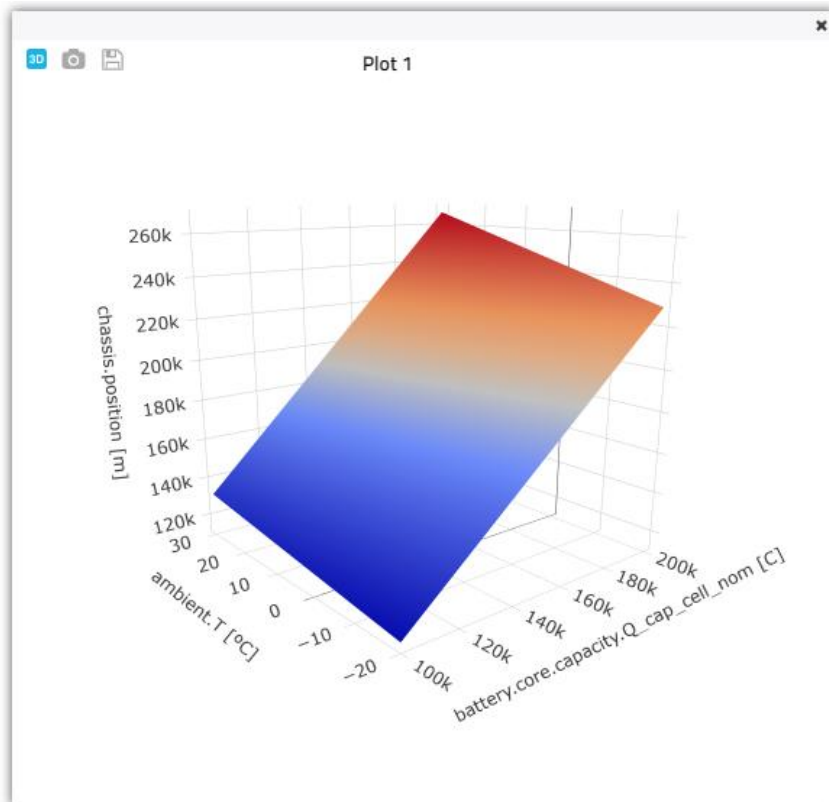 3D
Plot 1
260k
240k
220k
200k
180k
160k
140k
120k
chassis.position [m]
30
20
10
0
−10
−20
ambient.T [ºC]
100k
120k
140k
160k
180k
200k
battery.core.capacity.Q_cap_cell_nom [C]